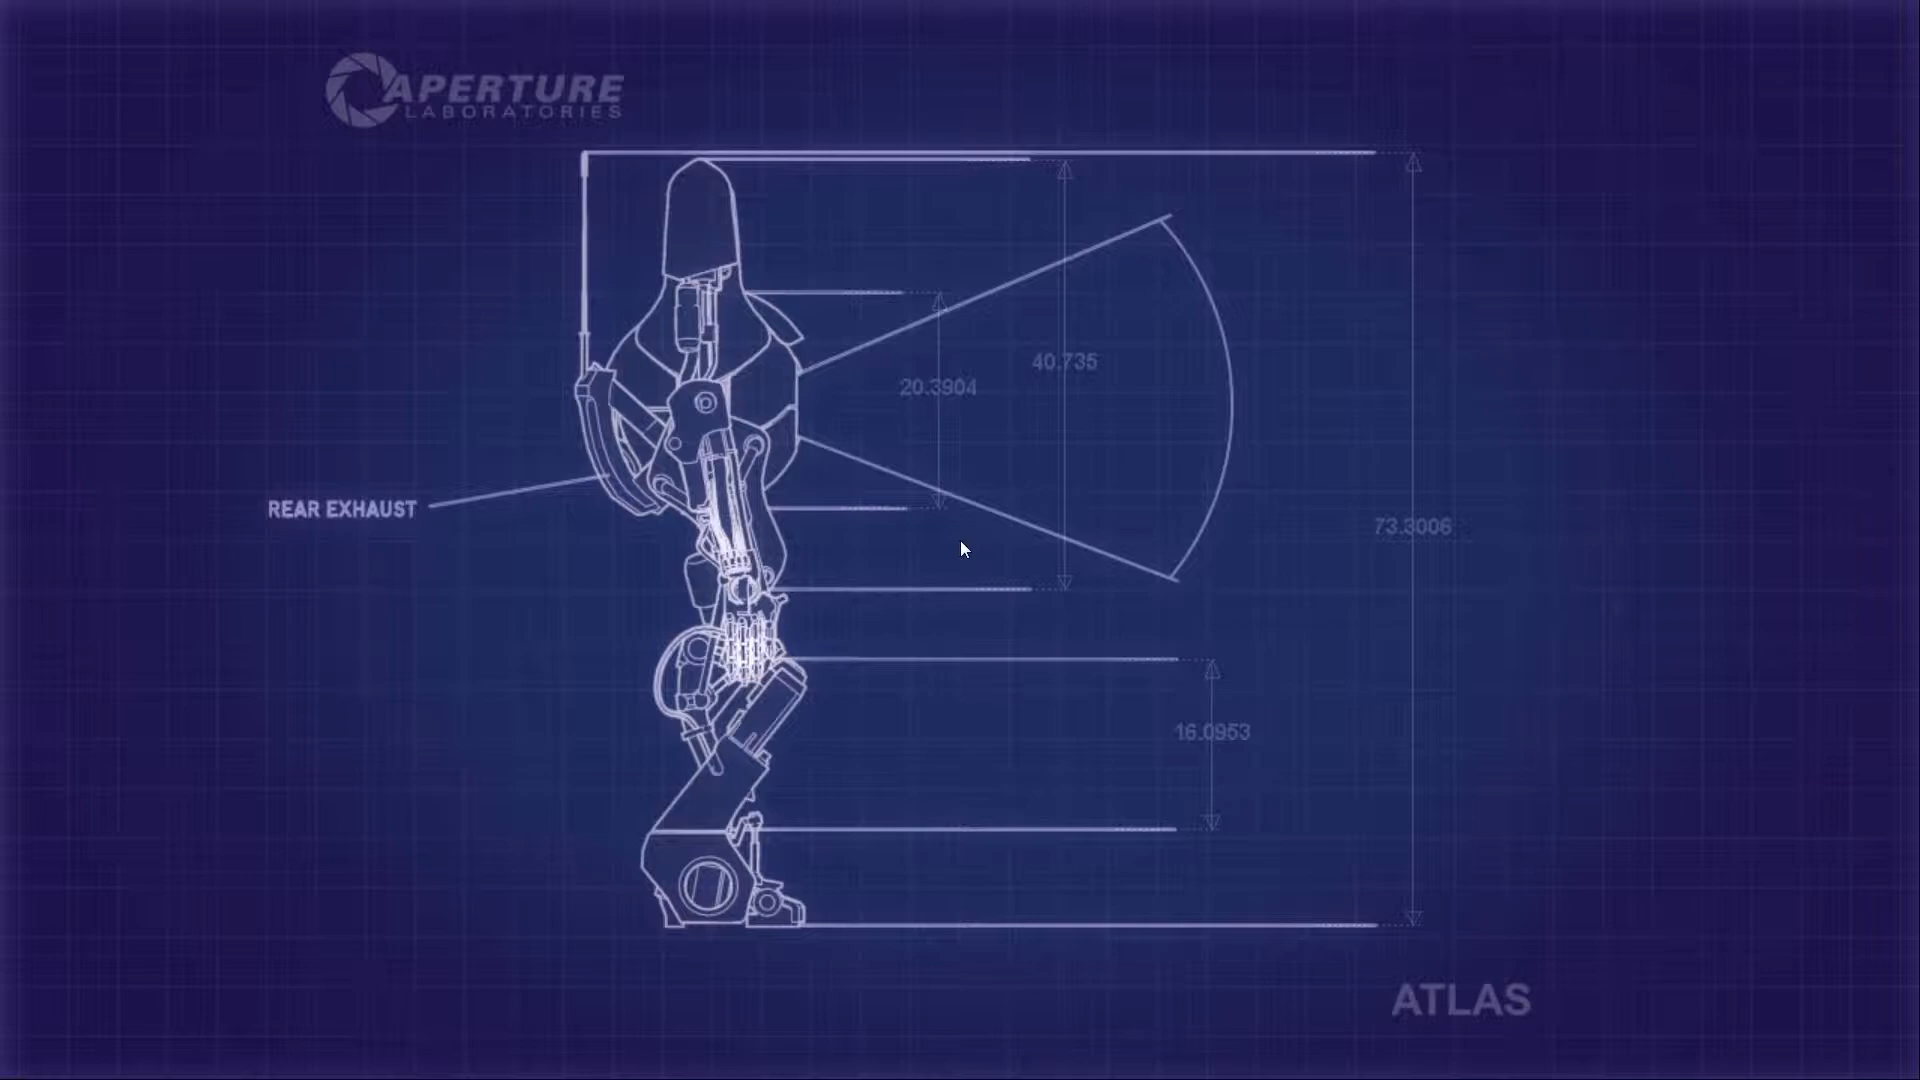 APERTURE
LABORATORIES
40.735
20.3904
REAR EXHAUST
73.3006
16.0953
ATLAS